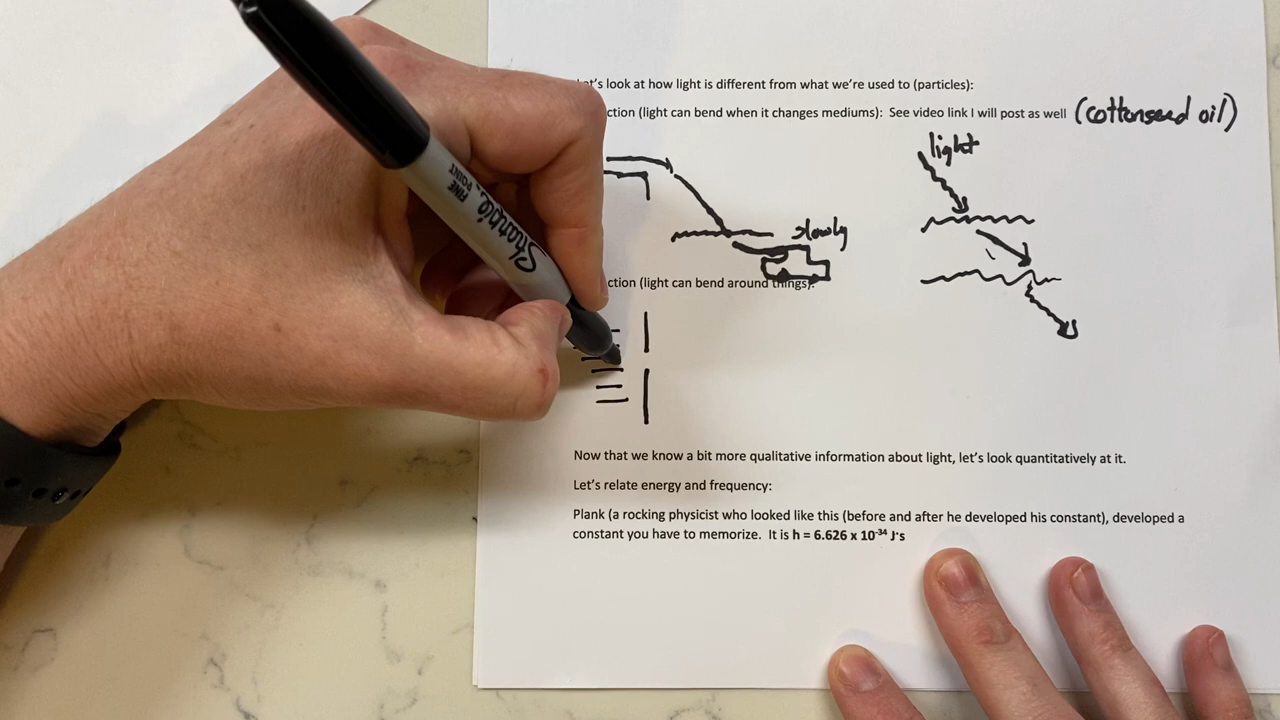 t's look at how light is different from what we're used to (particles):
ction (light can bend when it changes mediums): See video link I will post as well (cottonseed oil)
light
slowly
ction (light can bend around things):
Now that we know a bit more qualitative information about light, let's look quantitatively at it.
Let's relate energy and frequency:
Plank (a rocking physicist who looked like this (before and after he developed his constant), developed a
constant you have to memorize. It is h = 6.626 x 10⁻³⁴ J·s
Sharpie
FINE
POINT